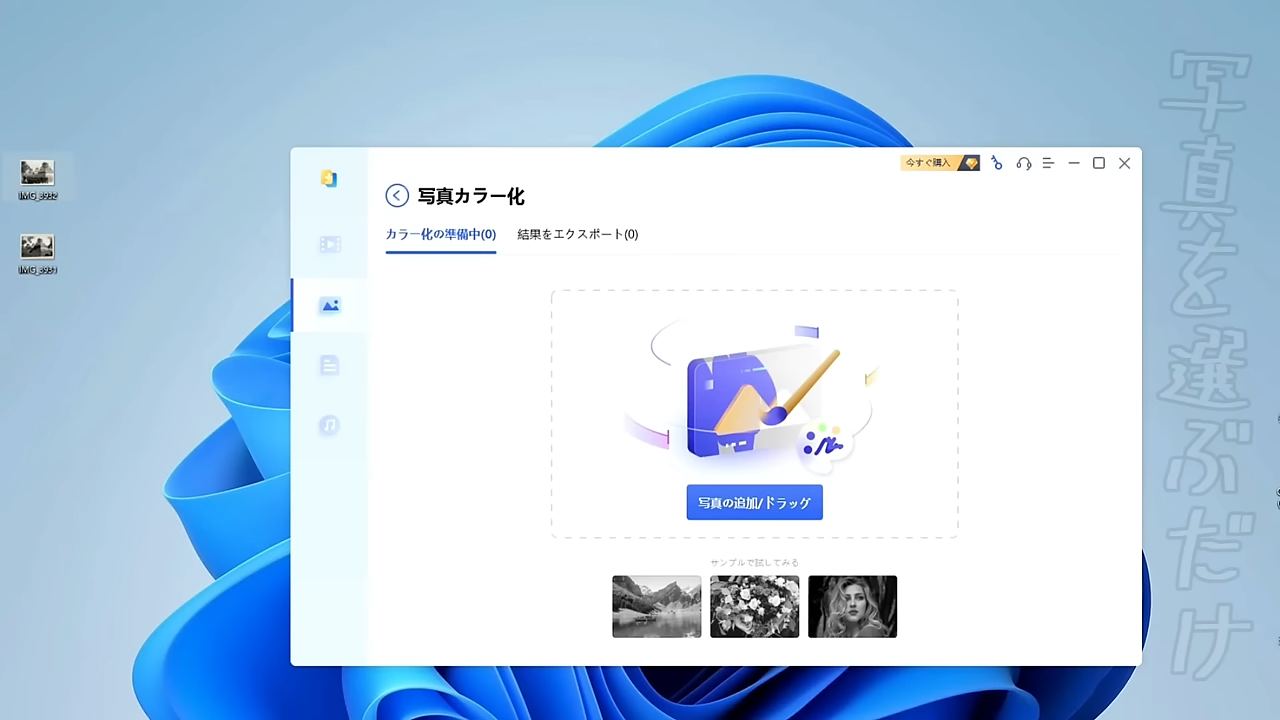 今すぐ購入
写真カラー化
カラー化の準備中(0)
結果をエクスポート(0)
IMG_3932
IMG_3931
写真の追加/ドラッグ
サンプルで試してみる
写真を選ぶだけ